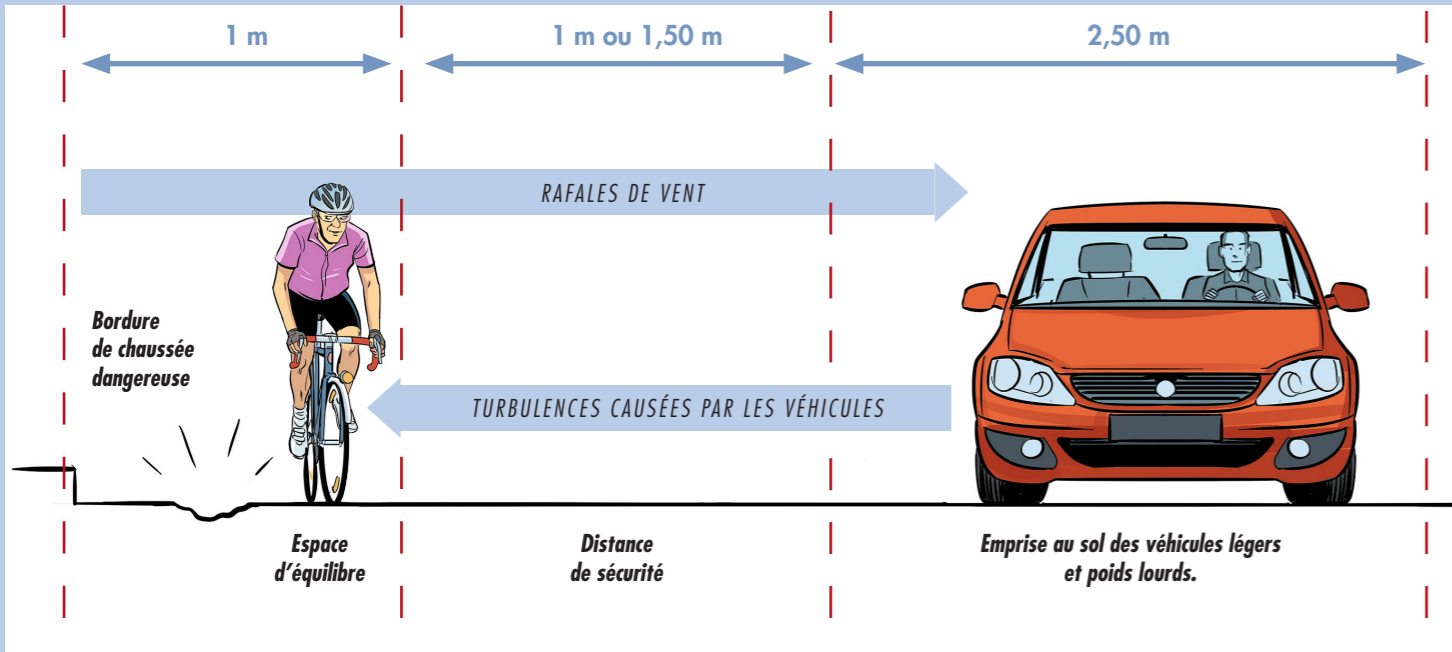 1 m
1 m ou 1,50 m
2,50 m
RAFALES DE VENT
Bordure
de chaussée
dangereuse
TURBULENCES CAUSÉES PAR LES VÉHICULES
Espace
d’équilibre
Distance
de sécurité
Emprise au sol des véhicules légers
et poids lourds.